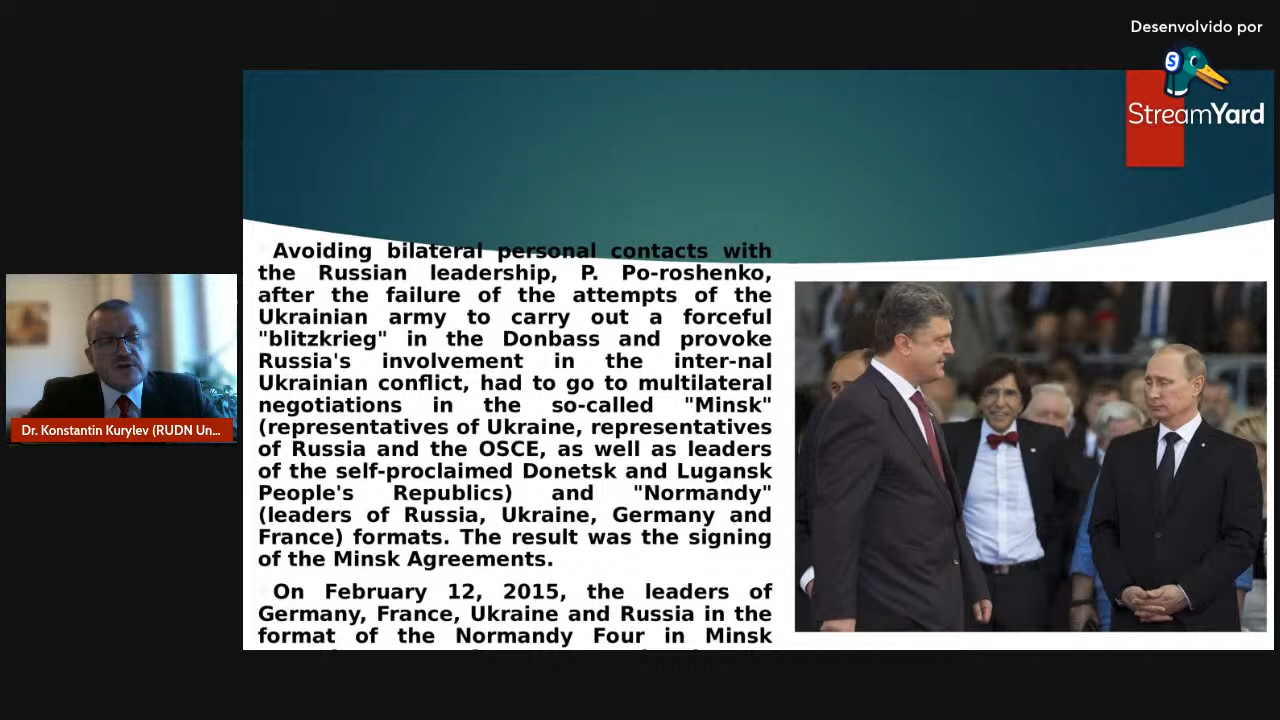 Desenvolvido por
S
StreamYard
Avoiding bilateral personal contacts with
the Russian leadership, P. Po-roshenko,
after the failure of the attempts of the
Ukrainian army to carry out a forceful
"blitzkrieg" in the Donbass and provoke
Russia's involvement in the inter-nal
Ukrainian conflict, had to go to multilateral
negotiations in the so-called "Minsk"
(representatives of Ukraine, representatives
of Russia and the OSCE, as well as leaders
of the self-proclaimed Donetsk and Lugansk
People's Republics) and "Normandy"
(leaders of Russia, Ukraine, Germany and
France) formats. The result was the signing
of the Minsk Agreements.
On February 12, 2015, the leaders of
Germany, France, Ukraine and Russia in the
format of the Normandy Four in Minsk
Dr. Konstantin Kurylev (RUDN Un...